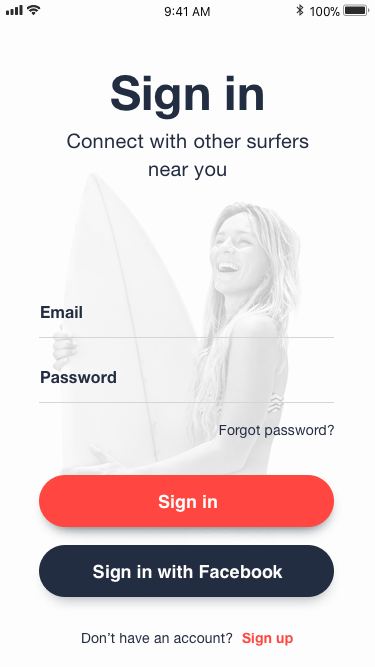 9:41 AM 100%
Sign in
Connect with other surfers
near you
Email
Password
Forgot password?
Sign in
Sign in with Facebook
Don’t have an account? Sign up